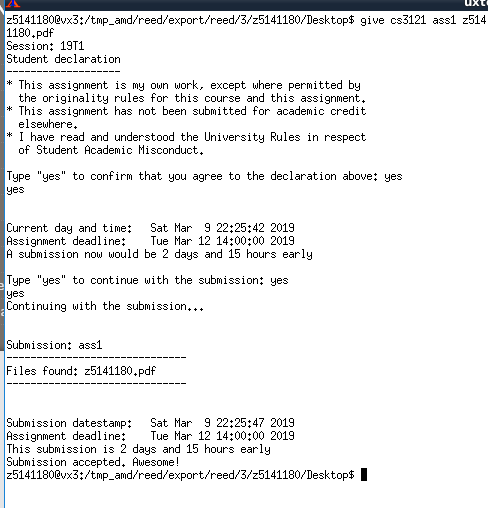 uxte
z5141180@vx3:/tmp_amd/reed/export/reed/3/z5141180/Desktop$ give cs3121 ass1 z514
1180.pdf
Session: 19T1
Student declaration
-------------------
* This assignment is my own work, except where permitted by
the originality rules for this course and this assignment.
* This assignment has not been submitted for academic credit
elsewhere.
* I have read and understood the University Rules in respect
of Student Academic Misconduct.
Type "yes" to confirm that you agree to the declaration above: yes
yes
Current day and time:   Sat Mar  9 22:25:42 2019
Assignment deadline:    Tue Mar 12 14:00:00 2019
A submission now would be 2 days and 15 hours early
Type "yes" to continue with the submission: yes
yes
Continuing with the submission...
Submission: ass1
------------------------------
Files found: z5141180.pdf
------------------------------
Submission datestamp:   Sat Mar  9 22:25:47 2019
Assignment deadline:    Tue Mar 12 14:00:00 2019
This submission is 2 days and 15 hours early
Submission accepted. Awesome!
z5141180@vx3:/tmp_amd/reed/export/reed/3/z5141180/Desktop$